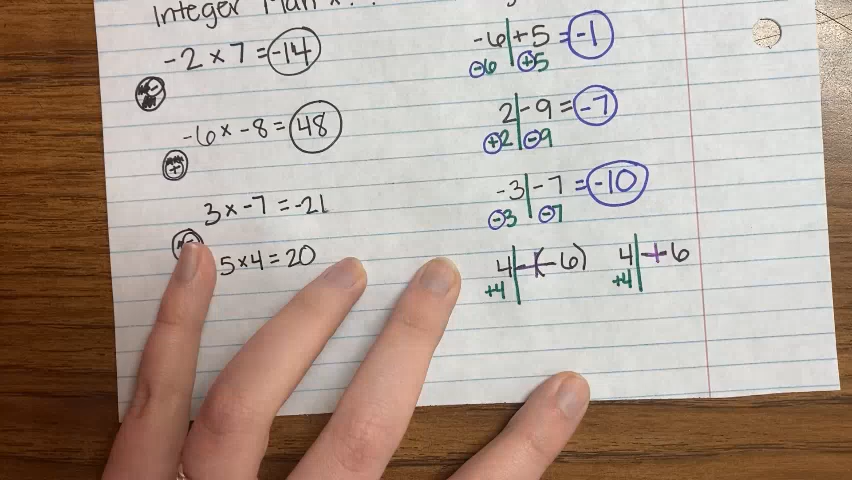 Integer Math
-2 x 7 = -14
-
-6 x -8 = 48
+
3 x -7 = -21
-
5 x 4 = 20
-6 | +5 = -1
-6 +5
2 | -9 = -7
+2 -9
-3 | -7 = -10
-3 -7
4 | -(-6) 4 | +6
+4 +4